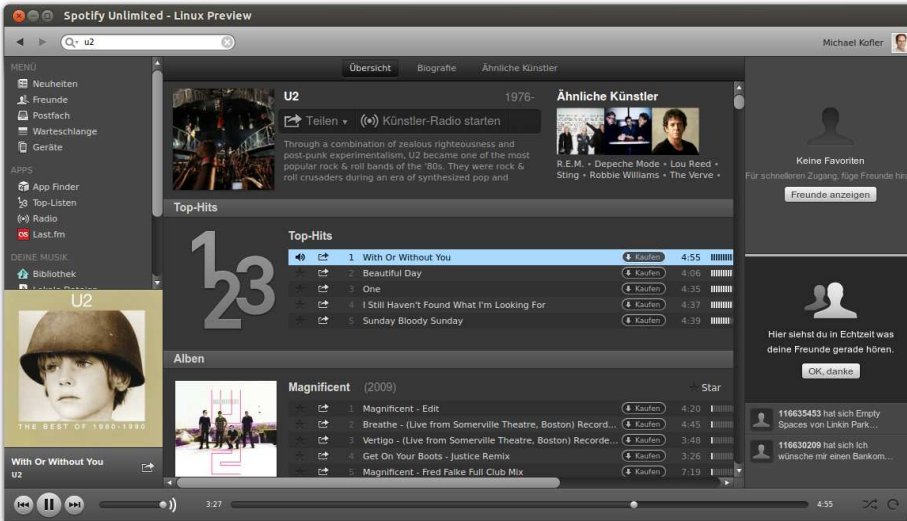 Spotify Unlimited - Linux Preview
u2
Michael Kofler
MENÜ
Neuheiten
Freunde
Postfach
Warteschlange
Geräte
APPS
App Finder
Top-Listen
Radio
Last.fm
DEINE MUSIK
Bibliothek
Lokale Dateien
U2
THE BEST OF 1980-1990
With Or Without You
U2
Übersicht Biografie Ähnliche Künstler
U2 1976-
Teilen Künstler-Radio starten
Through a combination of zealous righteousness and
post-punk experimentalism, U2 became one of the most
popular rock & roll bands of the '80s. They were rock &
roll crusaders during an era of synthesized pop and
Ähnliche Künstler
R.E.M. • Depeche Mode • Lou Reed •
Sting • Robbie Williams • The Verve •
Top-Hits
123
Top-Hits
1 With Or Without You Kaufen 4:55
2 Beautiful Day Kaufen 4:06
3 One Kaufen 4:35
4 I Still Haven't Found What I'm Looking For Kaufen 4:37
5 Sunday Bloody Sunday Kaufen 4:39
Alben
Magnificent (2009) Star
1 Magnificent - Edit Kaufen 4:20
2 Breathe - (Live from Somerville Theatre, Boston) Record... Kaufen 4:45
3 Vertigo - (Live from Somerville Theatre, Boston) Recorde... Kaufen 3:48
4 Get On Your Boots - Justice Remix Kaufen 3:26
5 Magnificent - Fred Falke Full Club Mix Kaufen 7:19
Keine Favoriten
Für schnelleren Zugang, füge Freunde hin
Freunde anzeigen
Hier siehst du in Echtzeit was
deine Freunde gerade hören.
OK, danke
116635453 hat sich Empty
Spaces von Linkin Park...
116630209 hat sich Ich
wünsche mir einen Bankom...
3:27 4:55